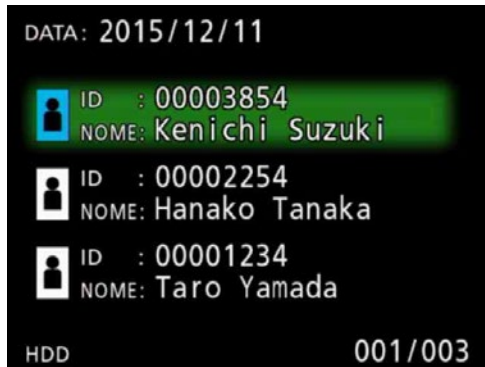 DATA: 2015/12/11
ID : 00003854
NOME: Kenichi Suzuki
ID : 00002254
NOME: Hanako Tanaka
ID : 00001234
NOME: Taro Yamada
HDD 001/003